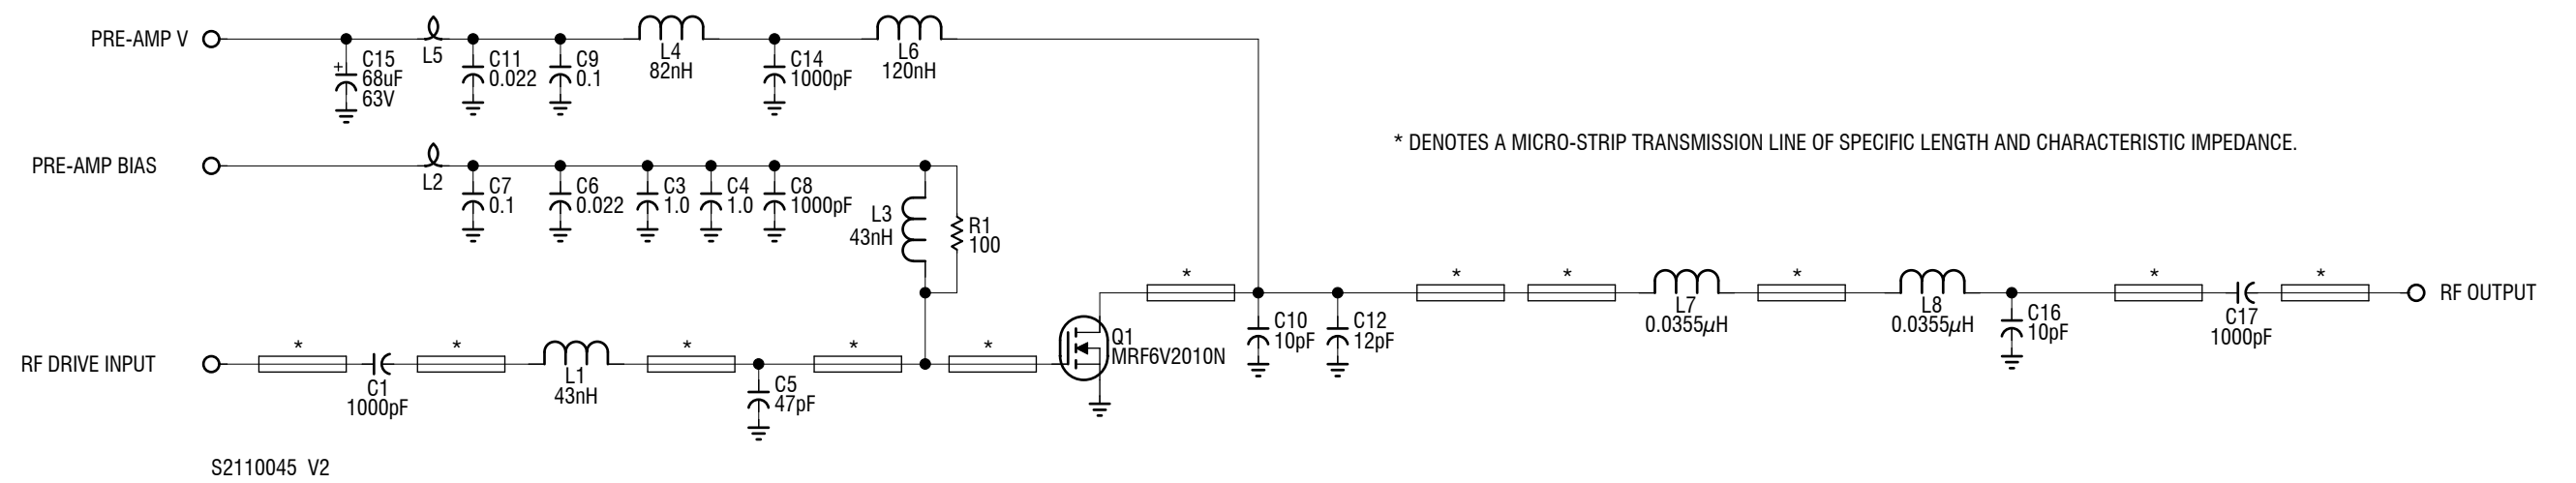 PRE-AMP V
C15
+
68uF
63V
L5
C11
0.022
C9
0.1
L4
82nH
C14
1000pF
L6
120nH
* DENOTES A MICRO-STRIP TRANSMISSION LINE OF SPECIFIC LENGTH AND CHARACTERISTIC IMPEDANCE.
PRE-AMP BIAS
L2
C7
0.1
C6
0.022
C3
1.0
C4
1.0
C8
1000pF
L3
43nH
R1
100
RF DRIVE INPUT
*
C1
1000pF
*
L1
43nH
*
C5
47pF
*
*
Q1
MRF6V2010N
*
C10
10pF
C12
12pF
*
*
L7
0.0355µH
*
L8
0.0355µH
C16
10pF
*
C17
1000pF
*
RF OUTPUT
S2110045 V2